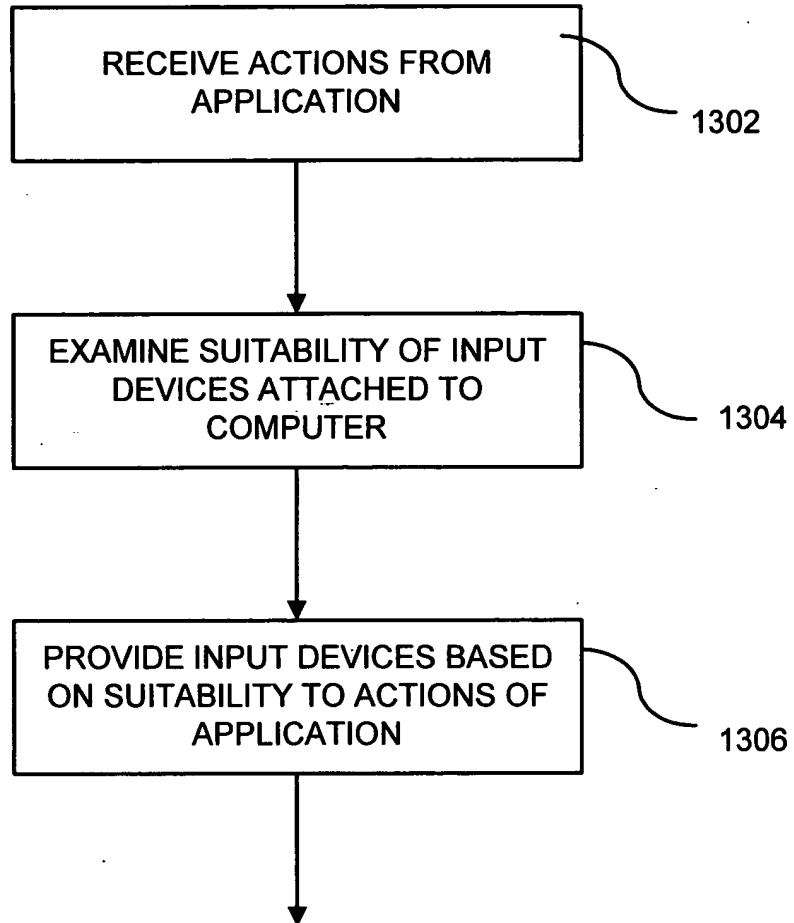 RECEIVE ACTIONS FROM
APPLICATION
1302
EXAMINE SUITABILITY OF INPUT
DEVICES ATTACHED TO
COMPUTER
1304
PROVIDE INPUT DEVICES BASED
ON SUITABILITY TO ACTIONS OF
APPLICATION
1306